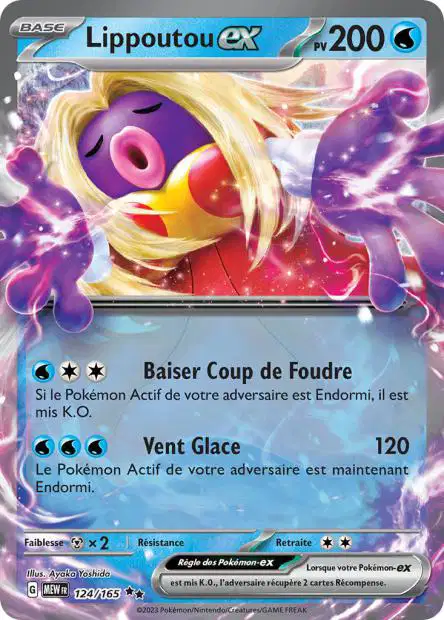 BASE Lippoutou ex PV 200
Baiser Coup de Foudre
Si le Pokémon Actif de votre adversaire est Endormi, il est
mis K.O.
Vent Glace 120
Le Pokémon Actif de votre adversaire est maintenant
Endormi.
Faiblesse ×2 Résistance Retraite
Règle des Pokémon-ex Lorsque votre Pokémon-ex
est mis K.O., l'adversaire récupère 2 cartes Récompense.
Illus. Ayaka Yoshida
G MEW FR 124/165
©2023 Pokémon/Nintendo/Creatures/GAME FREAK